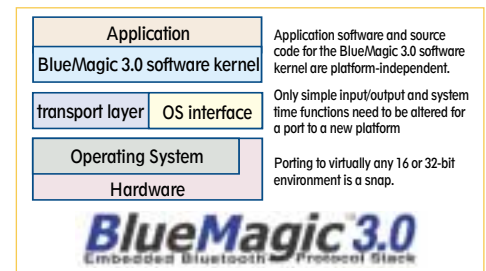 Application
BlueMagic 3.0 software kernel
Application software and source
code for the BlueMagic 3.0 software
kernel are platform-independent.
transport layer
OS interface
Only simple input/output and system
time functions need to be altered for
a port to a new platform
Operating System
Hardware
Porting to virtually any 16 or 32-bit
environment is a snap.
BlueMagic 3.0
Embedded Bluetooth Protocol Stack